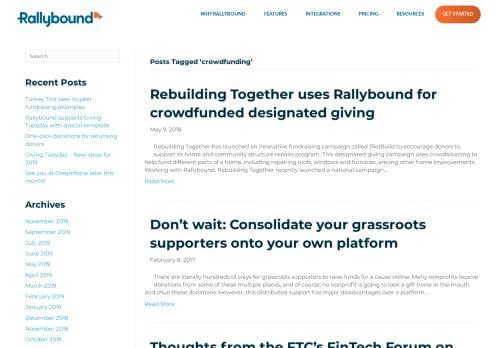 Rallybound
WHY RALLYBOUND
FEATURES
INTEGRATIONS
PRICING
RESOURCES
GET STARTED
Search
Recent Posts
Turkey Trot peer to peer
fundraising examples
Rallybound supports Giving
Tuesday with special template
One-click donations for returning
donors
Giving Tuesday – New ideas for
2019
See you at Dreamforce later this
month!
Archives
November 2019
September 2019
July 2019
June 2019
May 2019
April 2019
March 2019
February 2019
January 2019
December 2018
November 2018
October 2018
Posts Tagged ‘crowdfunding’
Rebuilding Together uses Rallybound for
crowdfunded designated giving
May 9, 2018
Rebuilding Together has launched an innovative fundraising campaign called [Re]Build to encourage donors to
support its home and community structure repairs program. This designated giving campaign uses crowdsourcing to
help fund different parts of a home, including repairing roofs, windows and furnaces, among other home improvements.
Working with Rallybound, Rebuilding Together recently launched a national campaign...
Read More
Don’t wait: Consolidate your grassroots
supporters onto your own platform
February 8, 2017
There are literally hundreds of ways for grassroots supporters to raise funds for a cause online. Many nonprofits receive
donations from some of these multiple places, and of course, no nonprofit is going to look a gift horse in the mouth
and shun these donations. However, this distributed support has major disadvantages over a platform...
Read More
Thoughts from the FTC’s FinTech Forum on